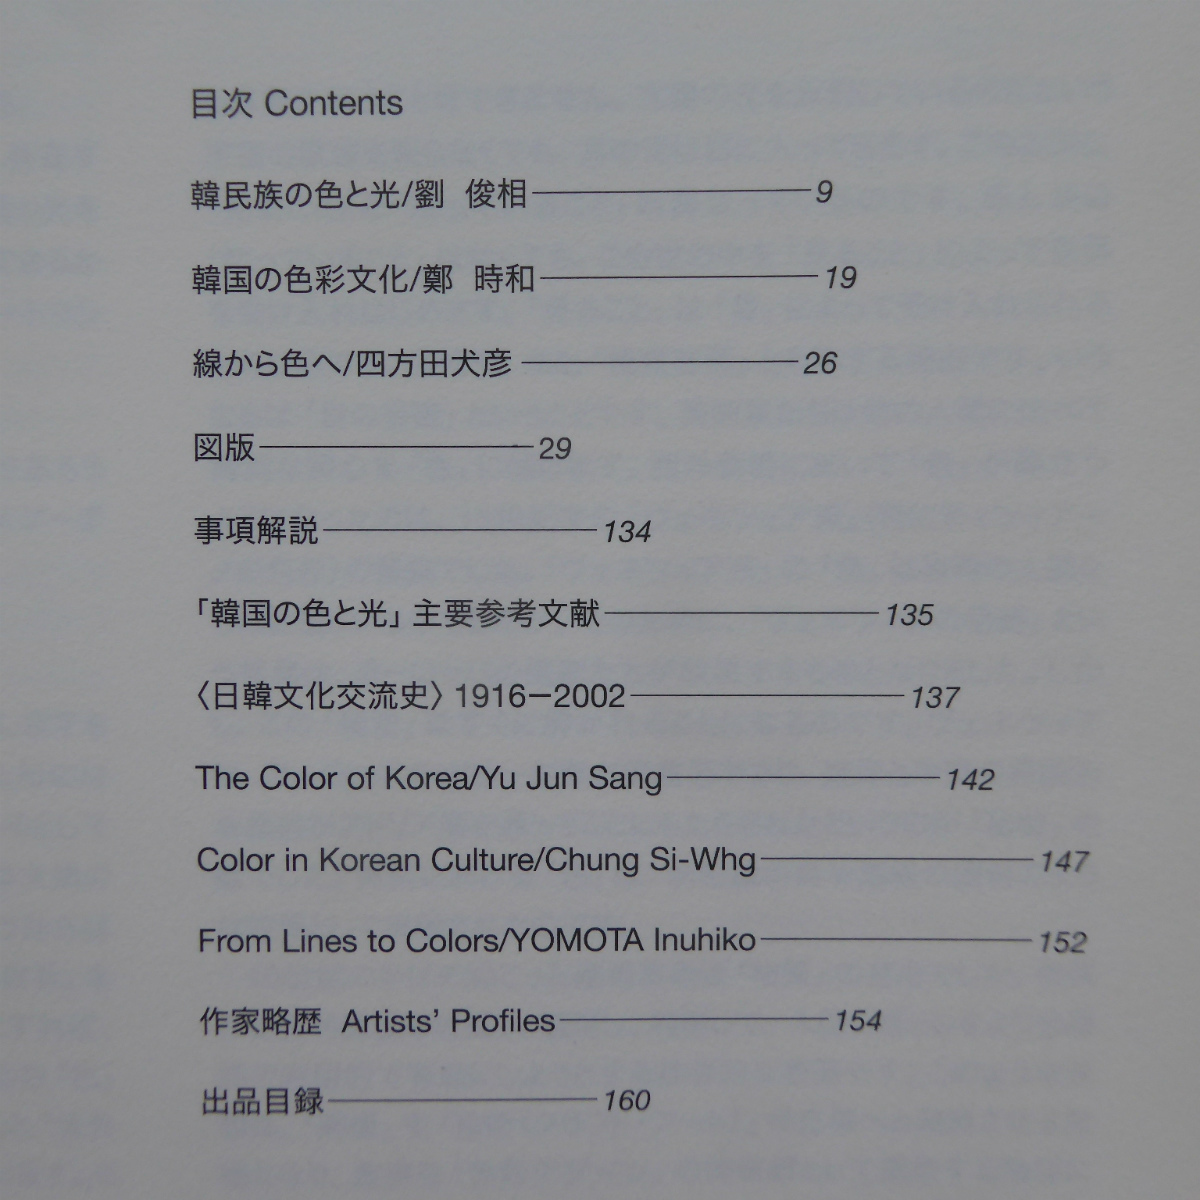 目次 Contents
韓民族の色と光/劉 俊相 9
韓国の色彩文化/鄭 時和 19
線から色へ/四方田犬彦 26
図版 29
事項解説 134
「韓国の色と光」主要参考文献 135
〈日韓文化交流史〉1916−2002 137
The Color of Korea/Yu Jun Sang 142
Color in Korean Culture/Chung Si-Whg 147
From Lines to Colors/YOMOTA Inuhiko 152
作家略歴 Artists’ Profiles 154
出品目録 160